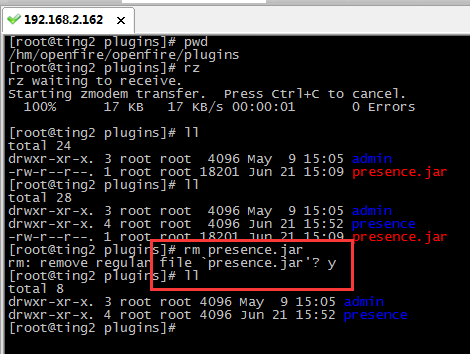 192.168.2.162 ×
[root@ting2 plugins]# pwd
/hm/openfire/openfire/plugins
[root@ting2 plugins]# rz
rz waiting to receive.
Starting zmodem transfer.  Press Ctrl+C to cancel.
  100%      17 KB   17 KB/s 00:00:01       0 Errors
[root@ting2 plugins]# ll
total 24
drwxr-xr-x. 3 root root  4096 May  9 15:05 admin
-rw-r--r--. 1 root root 18201 Jun 21 15:09 presence.jar
[root@ting2 plugins]# ll
total 28
drwxr-xr-x. 3 root root  4096 May  9 15:05 admin
drwxr-xr-x. 4 root root  4096 Jun 21 15:52 presence
-rw-r--r--. 1 root root 18201 Jun 21 15:09 presence.jar
[root@ting2 plugins]# rm presence.jar
rm: remove regular file `presence.jar'? y
[root@ting2 plugins]# ll
total 8
drwxr-xr-x. 3 root root 4096 May  9 15:05 admin
drwxr-xr-x. 4 root root 4096 Jun 21 15:52 presence
[root@ting2 plugins]#